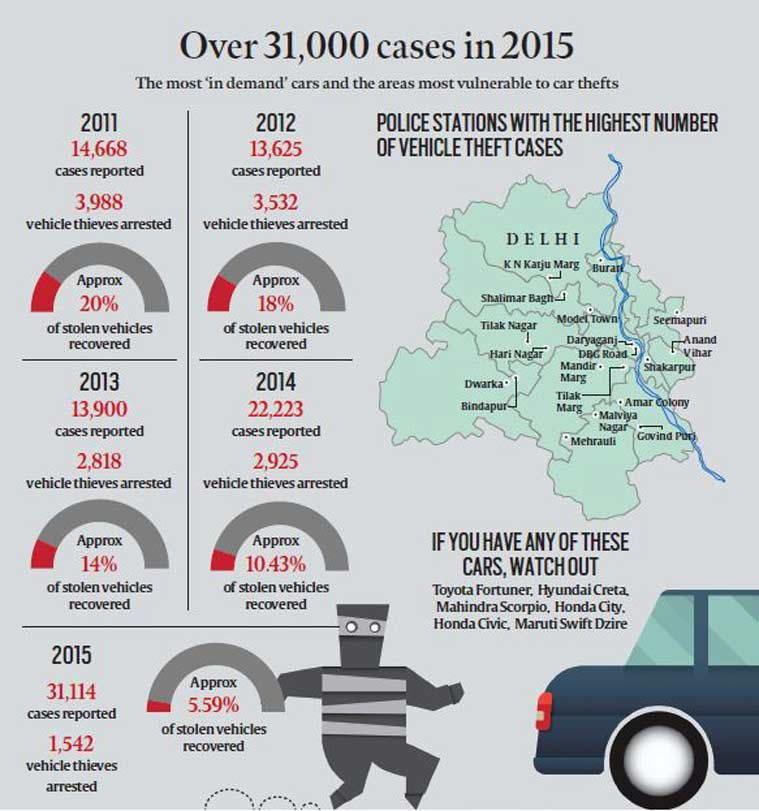 Over 31,000 cases in 2015
The most 'in demand' cars and the areas most vulnerable to car thefts
2011
14,668
cases reported
3,988
vehicle thieves arrested
Approx
20%
of stolen vehicles
recovered
2012
13,625
cases reported
3,532
vehicle thieves arrested
Approx
18%
of stolen vehicles
recovered
2013
13,900
cases reported
2,818
vehicle thieves arrested
Approx
14%
of stolen vehicles
recovered
2014
22,223
cases reported
2,925
vehicle thieves arrested
Approx
10.43%
of stolen vehicles
recovered
2015
31,114
cases reported
1,542
vehicle thieves
arrested
Approx
5.59%
of stolen vehicles
recovered
POLICE STATIONS WITH THE HIGHEST NUMBER
OF VEHICLE THEFT CASES
DELHI
K N Katju Marg
Burari
Shalimar Bagh
Model Town
Seemapuri
Tilak Nagar
Daryaganj
Anand
Vihar
Hari Nagar
DBG Road
Mandir
Marg
Shakarpur
Dwarka
Bindapur
Tilak
Marg
Amar Colony
Malviya
Nagar
Govind Puri
Mehrauli
IF YOU HAVE ANY OF THESE
CARS, WATCH OUT
Toyota Fortuner, Hyundai Creta,
Mahindra Scorpio, Honda City,
Honda Civic, Maruti Swift Dzire